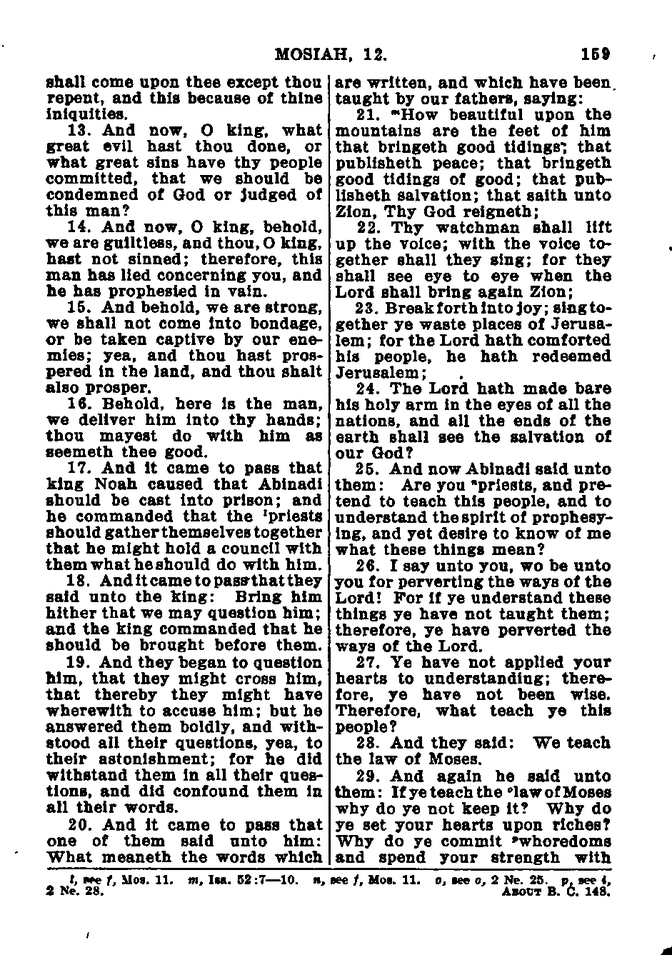 MOSIAH, 12. 159
shall come upon thee except thou
repent, and this because of thine
iniquities.
13. And now, O king, what
great evil hast thou done, or
what great sins have thy people
committed, that we should be
condemned of God or judged of
this man?
14. And now, O king, behold,
we are guiltless, and thou, O king,
hast not sinned; therefore, this
man has lied concerning you, and
he has prophesied in vain.
15. And behold, we are strong,
we shall not come into bondage,
or be taken captive by our ene-
mies; yea, and thou hast pros-
pered in the land, and thou shalt
also prosper.
16. Behold, here is the man,
we deliver him into thy hands;
thou mayest do with him as
seemeth thee good.
17. And it came to pass that
king Noah caused that Abinadi
should be cast into prison; and
he commanded that the ˡpriests
should gather themselves together
that he might hold a council with
them what he should do with him.
18. And it came to pass that they
said unto the king: Bring him
hither that we may question him;
and the king commanded that he
should be brought before them.
19. And they began to question
him, that they might cross him,
that thereby they might have
wherewith to accuse him; but he
answered them boldly, and with-
stood all their questions, yea, to
their astonishment; for he did
withstand them in all their ques-
tions, and did confound them in
all their words.
20. And it came to pass that
one of them said unto him:
What meaneth the words which
are written, and which have been
taught by our fathers, saying:
21. ᵐHow beautiful upon the
mountains are the feet of him
that bringeth good tidings; that
publisheth peace; that bringeth
good tidings of good; that pub-
lisheth salvation; that saith unto
Zion, Thy God reigneth;
22. Thy watchman shall lift
up the voice; with the voice to-
gether shall they sing; for they
shall see eye to eye when the
Lord shall bring again Zion;
23. Break forth into joy; sing to-
gether ye waste places of Jerusa-
lem; for the Lord hath comforted
his people, he hath redeemed
Jerusalem;
24. The Lord hath made bare
his holy arm in the eyes of all the
nations, and all the ends of the
earth shall see the salvation of
our God?
25. And now Abinadi said unto
them: Are you ⁿpriests, and pre-
tend to teach this people, and to
understand the spirit of prophesy-
ing, and yet desire to know of me
what these things mean?
26. I say unto you, wo be unto
you for perverting the ways of the
Lord! For if ye understand these
things ye have not taught them;
therefore, ye have perverted the
ways of the Lord.
27. Ye have not applied your
hearts to understanding; there-
fore, ye have not been wise.
Therefore, what teach ye this
people?
28. And they said: We teach
the law of Moses.
29. And again he said unto
them: If ye teach the ᵒlaw of Moses
why do ye not keep it? Why do
ye set your hearts upon riches?
Why do ye commit ᵖwhoredoms
and spend your strength with
l, see f, Mos. 11. m, Isa. 52:7—10. n, see f, Mos. 11. o, see o, 2 Ne. 25. p, see i,
2 Ne. 28. ABOUT B. C. 148.